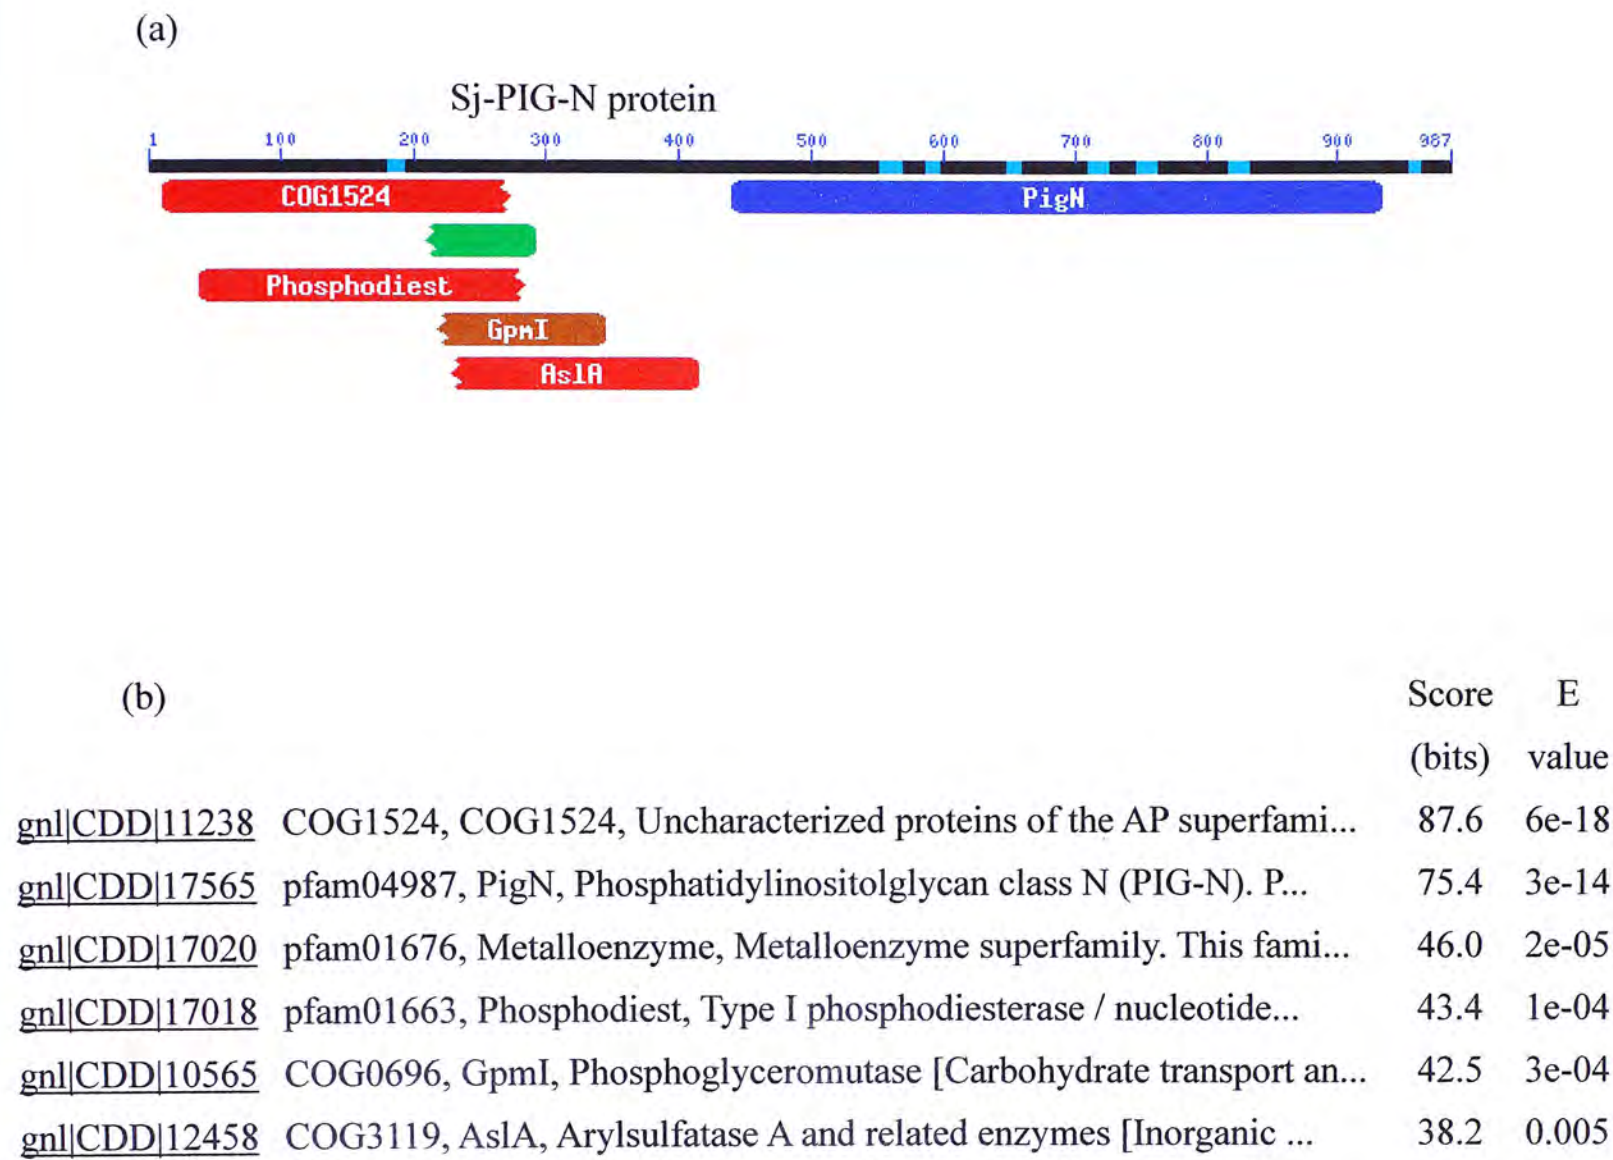 (a)
Sj-PIG-N protein
1 100 200 300 400 500 600 700 800 900 987
COG1524 PigN
Phosphodiest
GpmI
AslA
(b) Score E
(bits) value
gnl|CDD|11238 COG1524, COG1524, Uncharacterized proteins of the AP superfami... 87.6 6e-18
gnl|CDD|17565 pfam04987, PigN, Phosphatidylinositolglycan class N (PIG-N). P... 75.4 3e-14
gnl|CDD|17020 pfam01676, Metalloenzyme, Metalloenzyme superfamily. This fami... 46.0 2e-05
gnl|CDD|17018 pfam01663, Phosphodiest, Type I phosphodiesterase / nucleotide... 43.4 1e-04
gnl|CDD|10565 COG0696, GpmI, Phosphoglyceromutase [Carbohydrate transport an... 42.5 3e-04
gnl|CDD|12458 COG3119, AslA, Arylsulfatase A and related enzymes [Inorganic ... 38.2 0.005